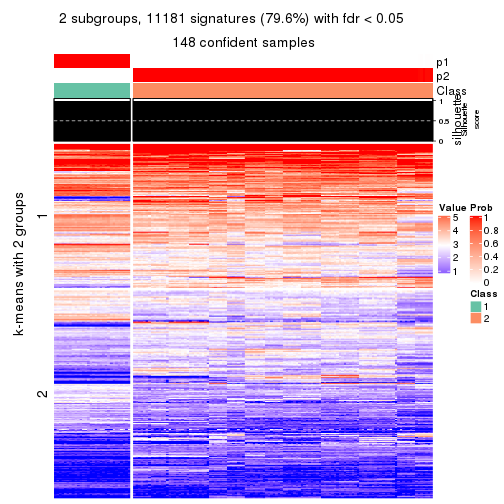 2 subgroups, 11181 signatures (79.6%) with fdr < 0.05
148 confident samples
p1
p2
Class
1
0.5
0
silhouette
Silhouette
score
k-means with 2 groups
1
2
Value
5
4
3
2
1
Prob
1
0.8
0.6
0.4
0.2
0
Class
1
2